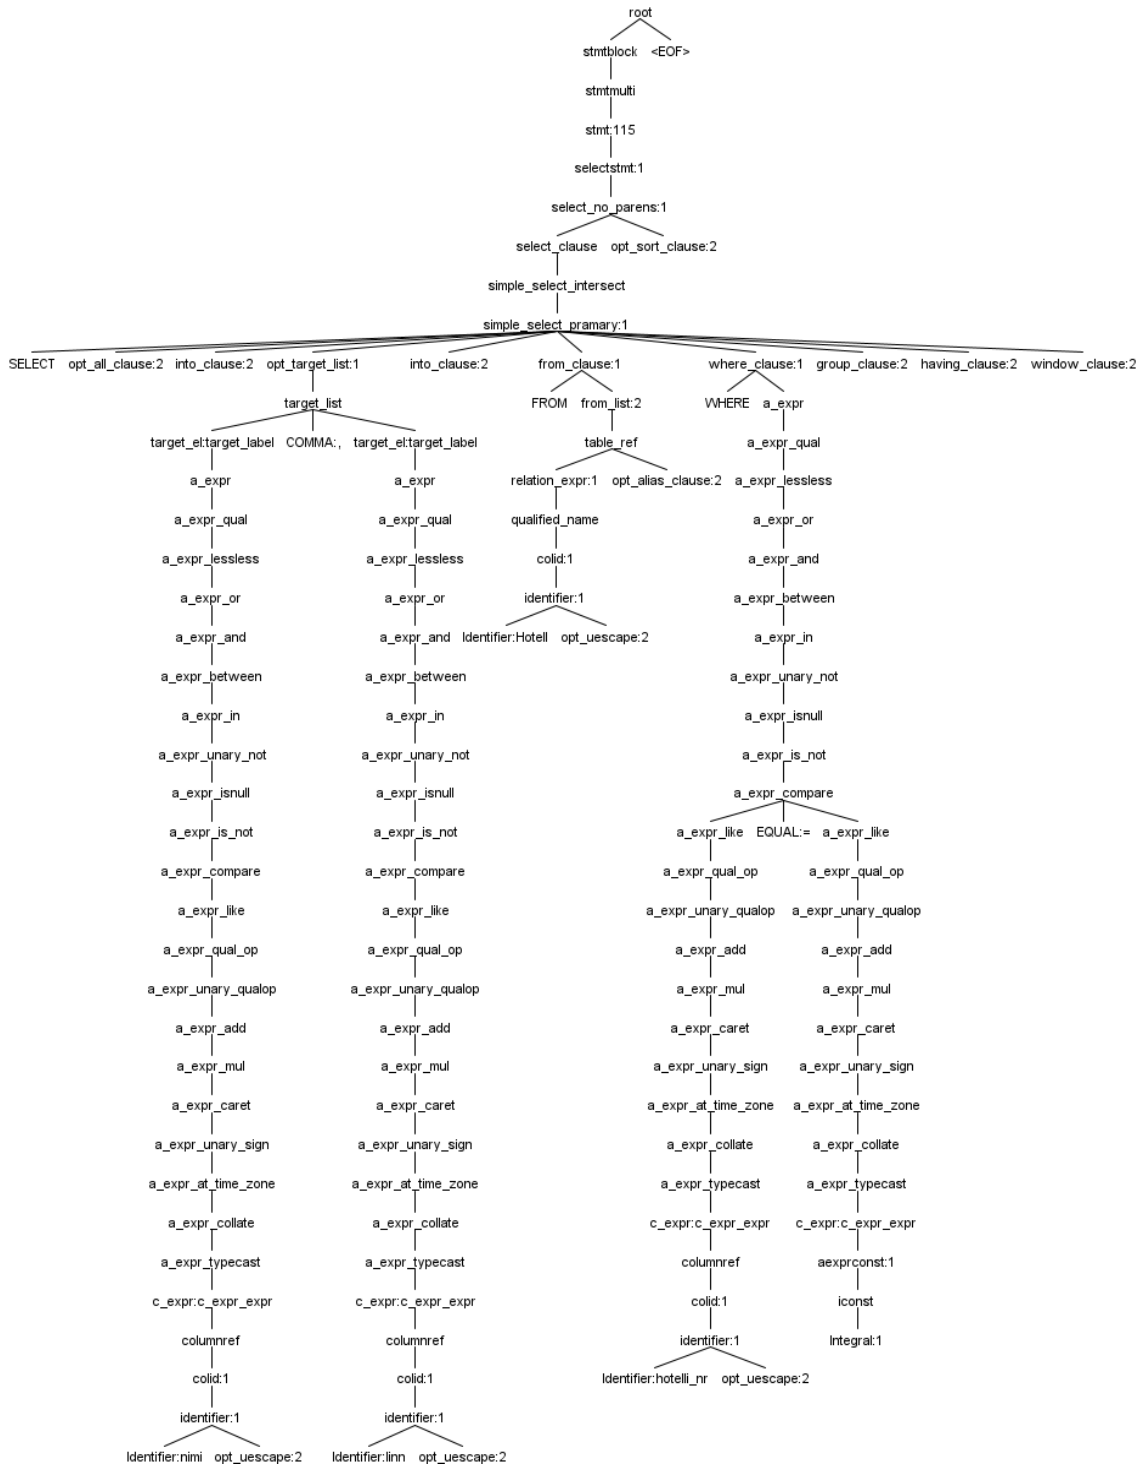 root
stmtblock <EOF>
stmtmulti
stmt:115
selectstmt:1
select_no_parens:1
select_clause opt_sort_clause:2
simple_select_intersect
simple_select_pramary:1
SELECT opt_all_clause:2 into_clause:2 opt_target_list:1 into_clause:2 from_clause:1 where_clause:1 group_clause:2 having_clause:2 window_clause:2
target_list FROM from_list:2 WHERE a_expr
target_el:target_label COMMA:, target_el:target_label table_ref a_expr_qual
a_expr a_expr relation_expr:1 opt_alias_clause:2 a_expr_lessless
a_expr_qual a_expr_qual qualified_name a_expr_or
a_expr_lessless a_expr_lessless colid:1 a_expr_and
a_expr_or a_expr_or identifier:1 a_expr_between
a_expr_and a_expr_and Identifier:Hotell opt_uescape:2 a_expr_in
a_expr_between a_expr_between a_expr_unary_not
a_expr_in a_expr_in a_expr_isnull
a_expr_unary_not a_expr_unary_not a_expr_is_not
a_expr_isnull a_expr_isnull a_expr_compare
a_expr_is_not a_expr_is_not a_expr_like EQUAL:= a_expr_like
a_expr_compare a_expr_compare a_expr_qual_op a_expr_qual_op
a_expr_like a_expr_like a_expr_unary_qualop a_expr_unary_qualop
a_expr_qual_op a_expr_qual_op a_expr_add a_expr_add
a_expr_unary_qualop a_expr_unary_qualop a_expr_mul a_expr_mul
a_expr_add a_expr_add a_expr_caret a_expr_caret
a_expr_mul a_expr_mul a_expr_unary_sign a_expr_unary_sign
a_expr_caret a_expr_caret a_expr_at_time_zone a_expr_at_time_zone
a_expr_unary_sign a_expr_unary_sign a_expr_collate a_expr_collate
a_expr_at_time_zone a_expr_at_time_zone a_expr_typecast a_expr_typecast
a_expr_collate a_expr_collate c_expr:c_expr_expr c_expr:c_expr_expr
a_expr_typecast a_expr_typecast columnref aexprconst:1
c_expr:c_expr_expr c_expr:c_expr_expr colid:1 iconst
columnref columnref identifier:1 Integral:1
colid:1 colid:1 Identifier:hotelli_nr opt_uescape:2
identifier:1 identifier:1
Identifier:nimi opt_uescape:2 Identifier:linn opt_uescape:2